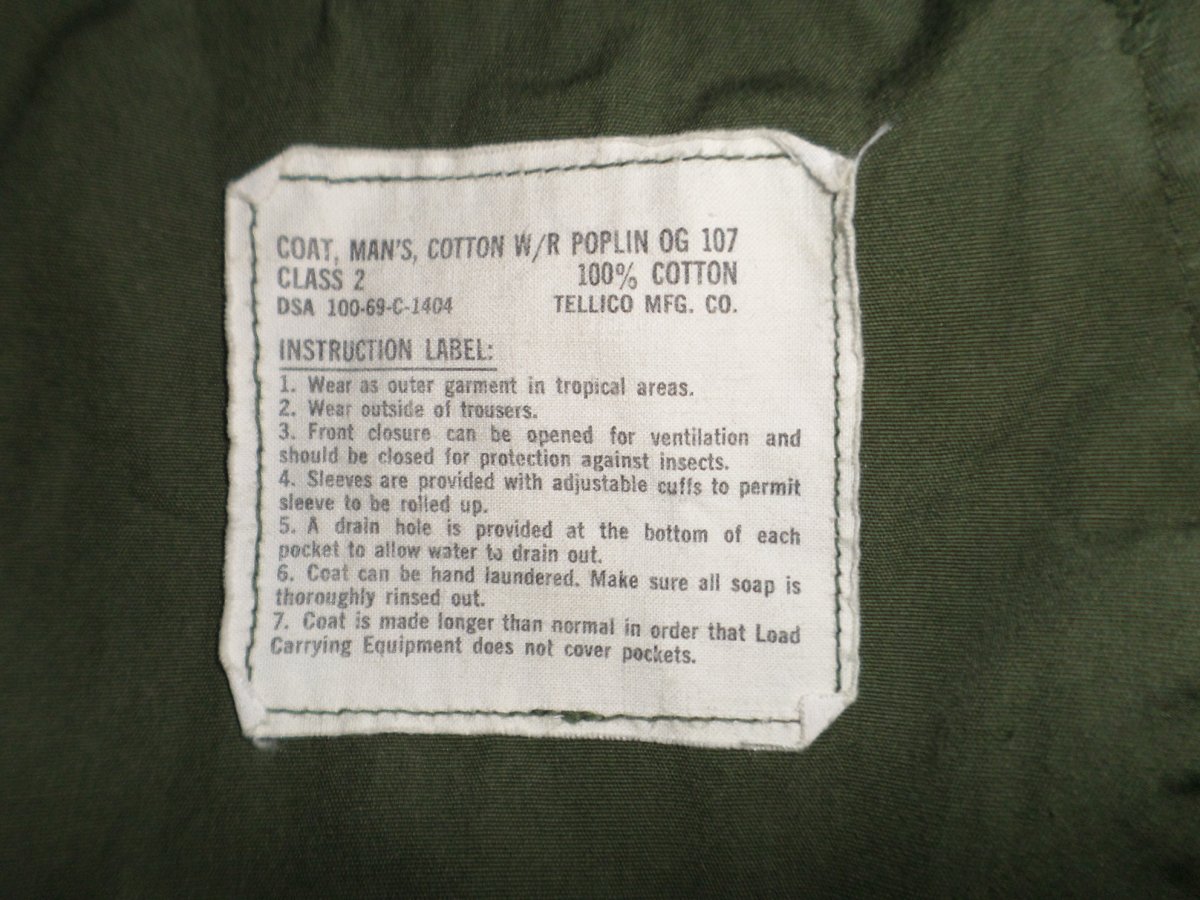 COAT, MAN'S, COTTON W/R POPLIN OG 107
CLASS 2 100% COTTON
DSA 100-69-C-1404 TELLICO MFG. CO.
INSTRUCTION LABEL:
1. Wear as outer garment in tropical areas.
2. Wear outside of trousers.
3. Front closure can be opened for ventilation and
should be closed for protection against insects.
4. Sleeves are provided with adjustable cuffs to permit
sleeve to be rolled up.
5. A drain hole is provided at the bottom of each
pocket to allow water to drain out.
6. Coat can be hand laundered. Make sure all soap is
thoroughly rinsed out.
7. Coat is made longer than normal in order that Load
Carrying Equipment does not cover pockets.